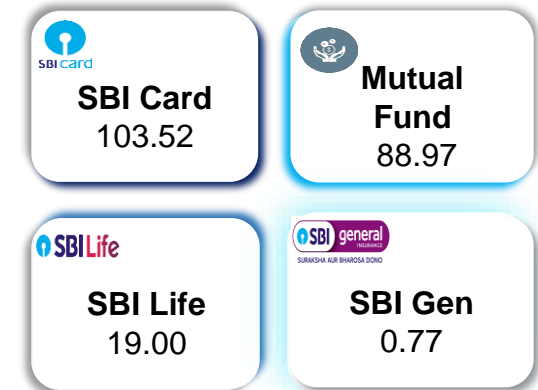 SBI card
SBI Card
103.52
Mutual
Fund
88.97
SBI Life
SBI Life
19.00
SBI general
INSURANCE
SURAKSHA AUR BHAROSA DONO
SBI Gen
0.77